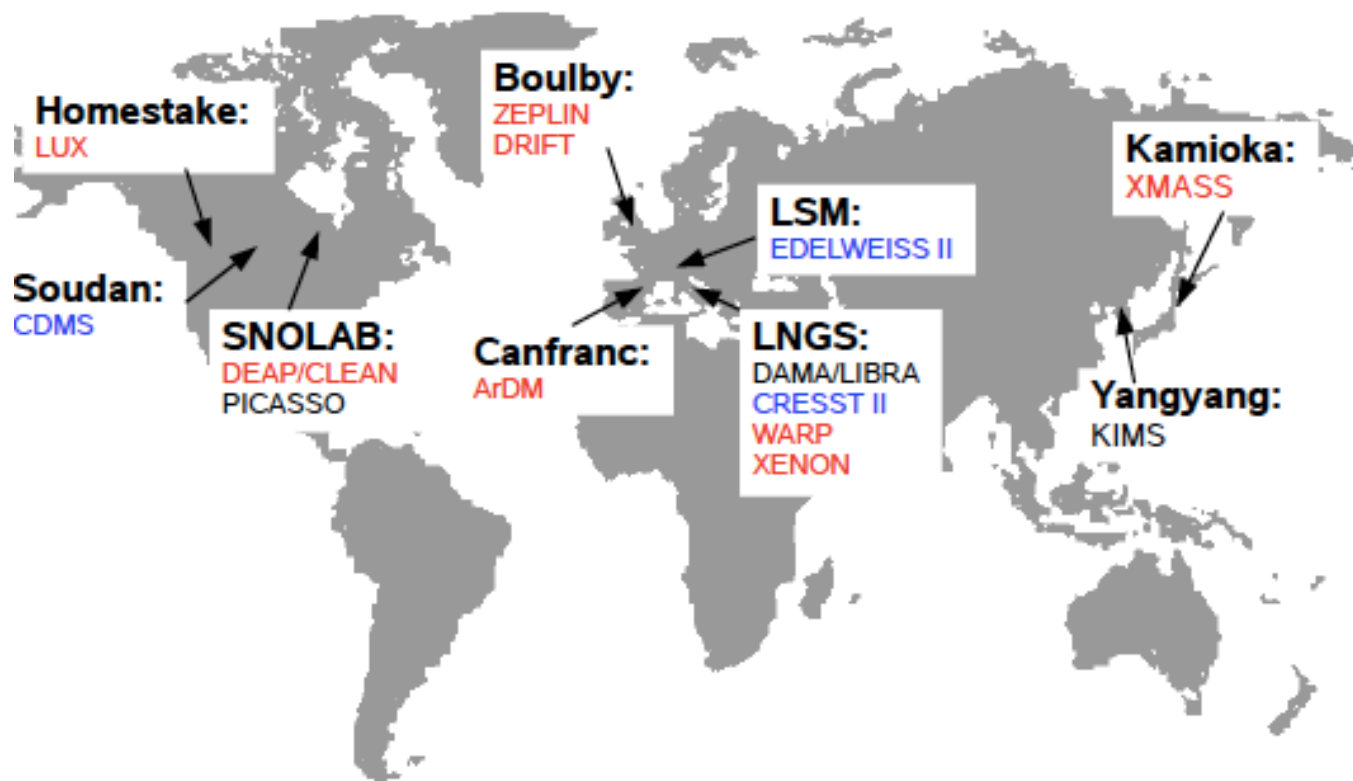 Homestake:
LUX
Soudan:
CDMS
SNOLAB:
DEAP/CLEAN
PICASSO
Boulby:
ZEPLIN
DRIFT
Canfranc:
ArDM
LSM:
EDELWEISS II
LNGS:
DAMA/LIBRA
CRESST II
WARP
XENON
Kamioka:
XMASS
Yangyang:
KIMS